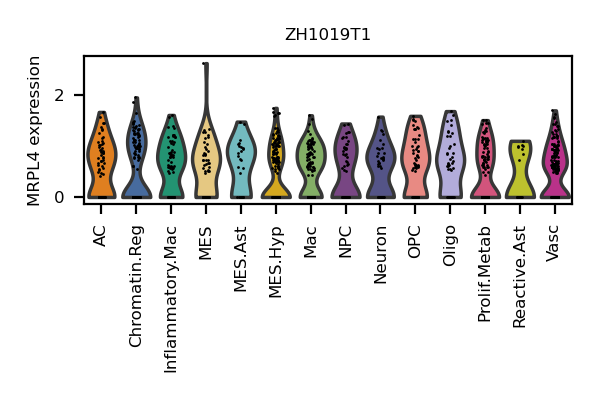 ZH1019T1
MRPL4 expression
2
0
AC
Chromatin.Reg
Inflammatory.Mac
MES
MES.Ast
MES.Hyp
Mac
NPC
Neuron
OPC
Oligo
Prolif.Metab
Reactive.Ast
Vasc